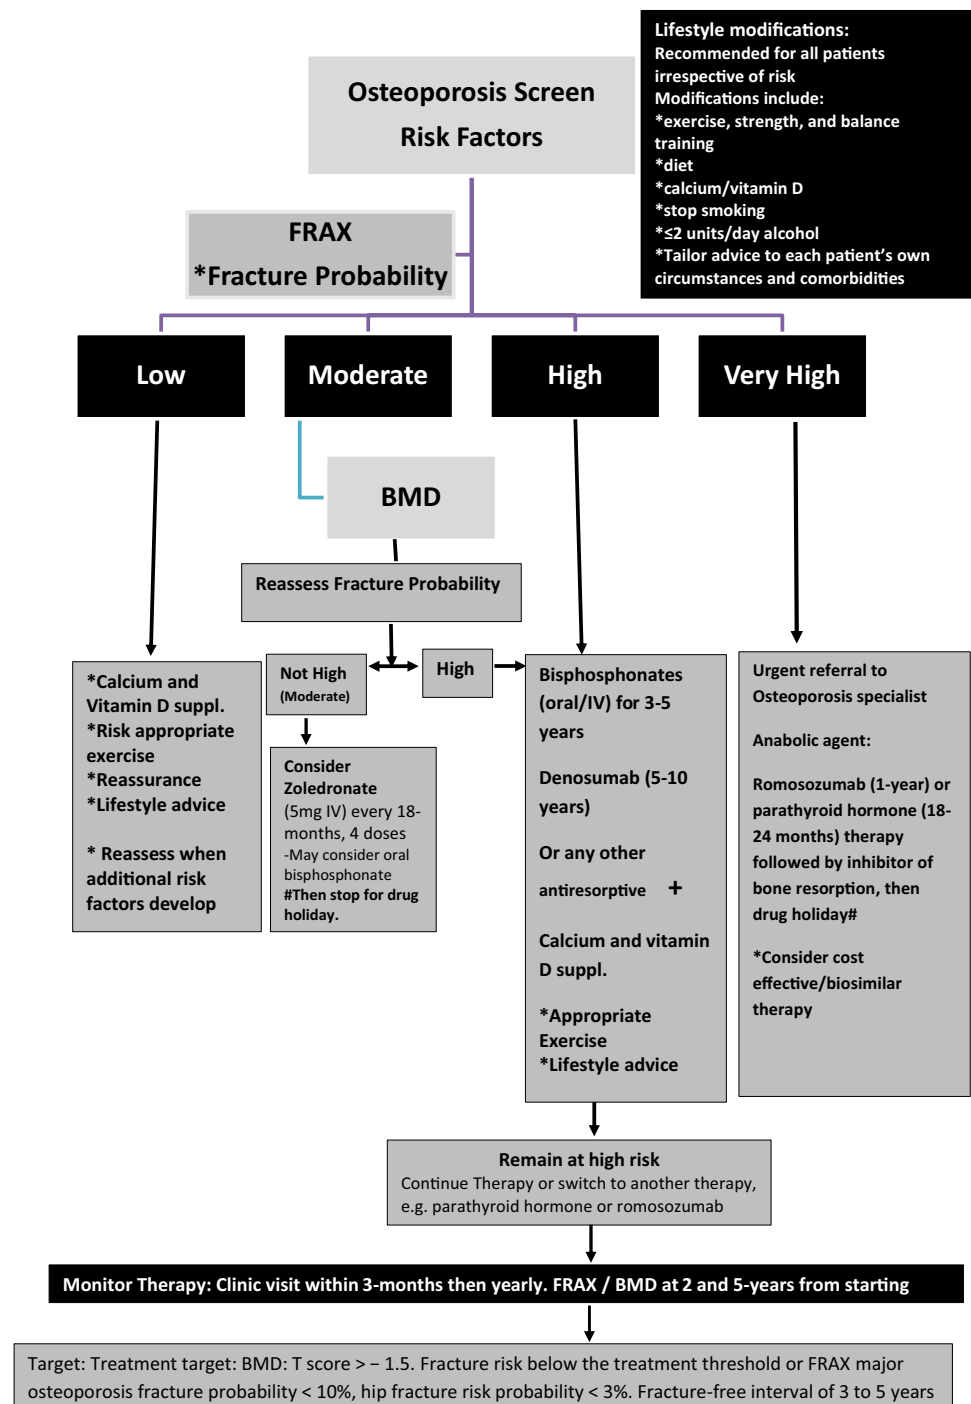 Lifestyle modifications:
Recommended for all patients
irrespective of risk
Modifications include:
*exercise, strength, and balance
training
*diet
*calcium/vitamin D
*stop smoking
*≤2 units/day alcohol
*Tailor advice to each patient's own
circumstances and comorbidities
Osteoporosis Screen
Risk Factors
FRAX
*Fracture Probability
Low
Moderate
High
Very High
BMD
Reassess Fracture Probability
Not High
(Moderate)
High
*Calcium and
Vitamin D suppl.
*Risk appropriate
exercise
*Reassurance
*Lifestyle advice
* Reassess when
additional risk
factors develop
Consider
Zoledronate
(5mg IV) every 18-
months, 4 doses
-May consider oral
bisphosphonate
#Then stop for drug
holiday.
Bisphosphonates
(oral/IV) for 3-5
years
Denosumab (5-10
years)
Or any other
antiresorptive +
Calcium and vitamin
D suppl.
*Appropriate
Exercise
*Lifestyle advice
Urgent referral to
Osteoporosis specialist
Anabolic agent:
Romosozumab (1-year) or
parathyroid hormone (18-
24 months) therapy
followed by inhibitor of
bone resorption, then
drug holiday#
*Consider cost
effective/biosimilar
therapy
Remain at high risk
Continue Therapy or switch to another therapy,
e.g. parathyroid hormone or romosozumab
Monitor Therapy: Clinic visit within 3-months then yearly. FRAX / BMD at 2 and 5-years from starting
Target: Treatment target: BMD: T score > − 1.5. Fracture risk below the treatment threshold or FRAX major
osteoporosis fracture probability < 10%, hip fracture risk probability < 3%. Fracture-free interval of 3 to 5 years